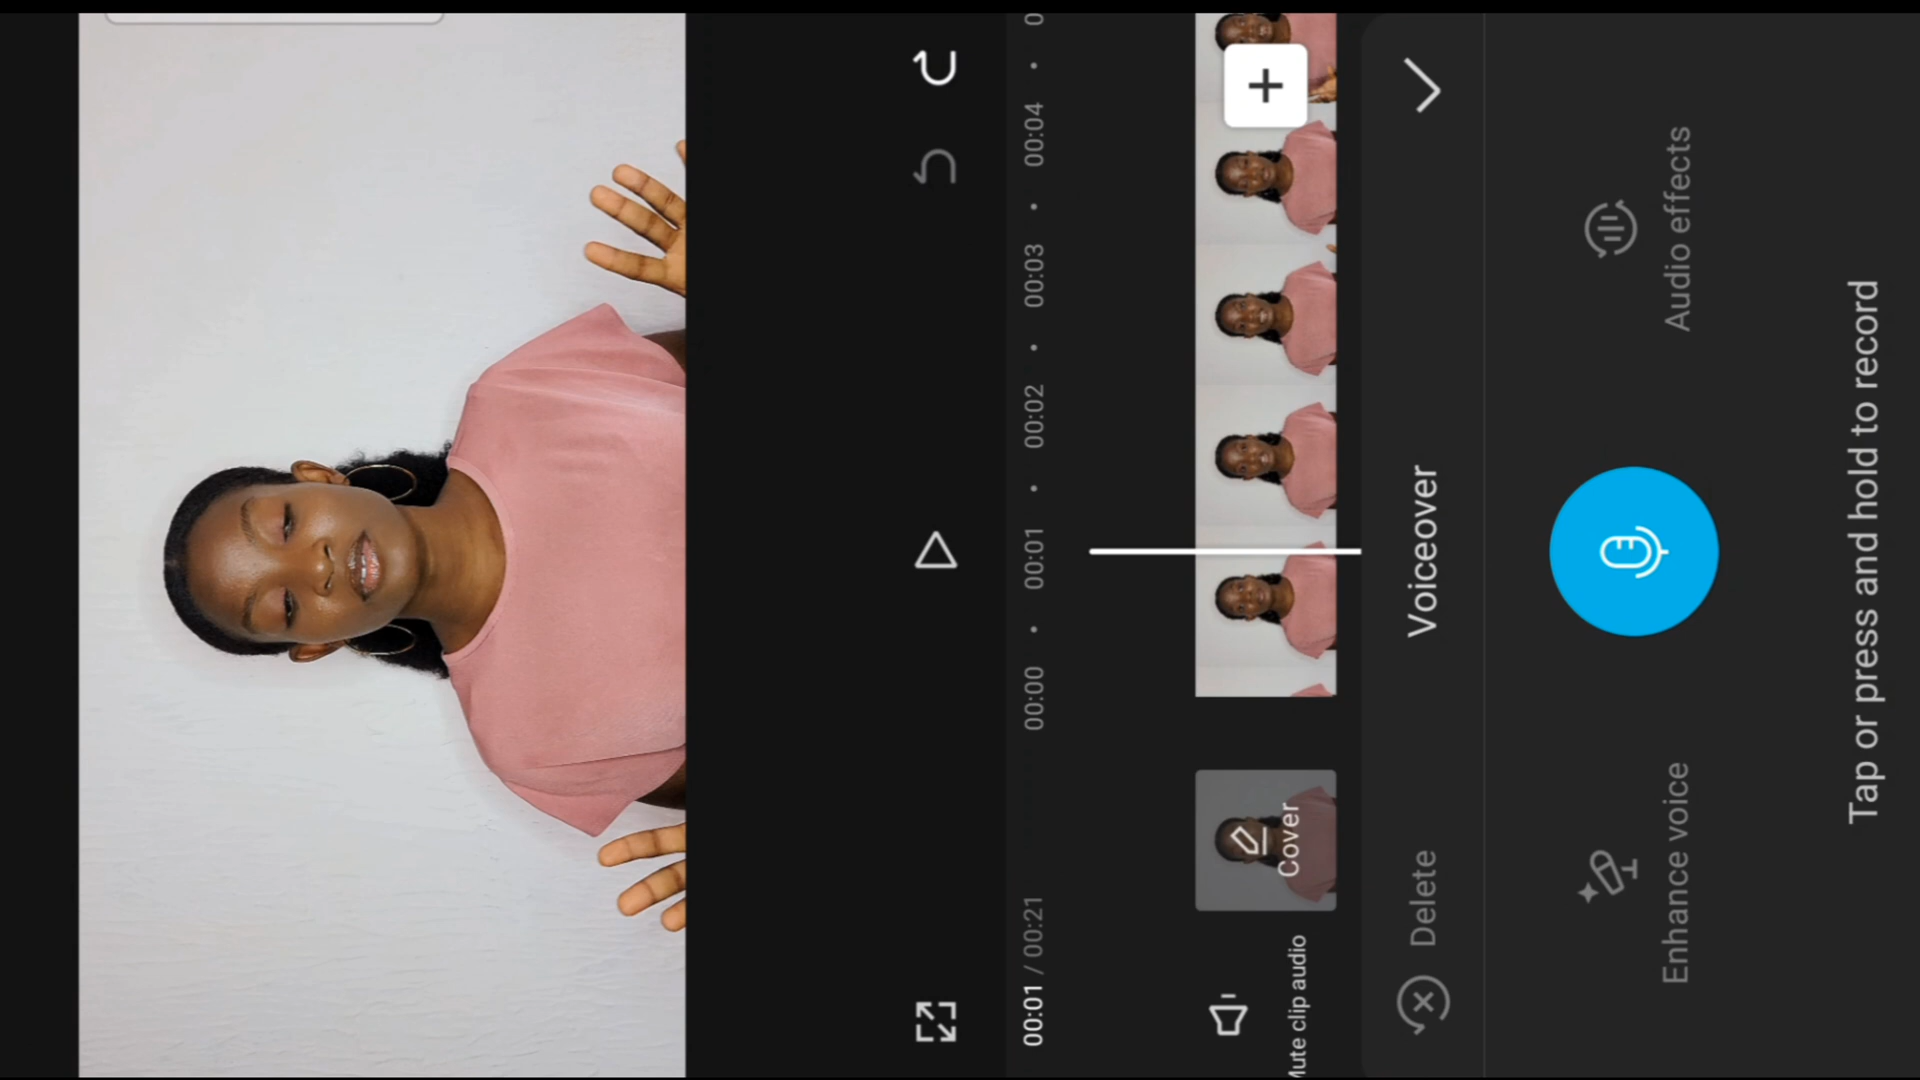 00:01 / 00:21
00:00
00:01
00:02
00:03
00:04
Mute clip audio
Cover
Delete
Voiceover
Enhance voice
Audio effects
Tap or press and hold to record